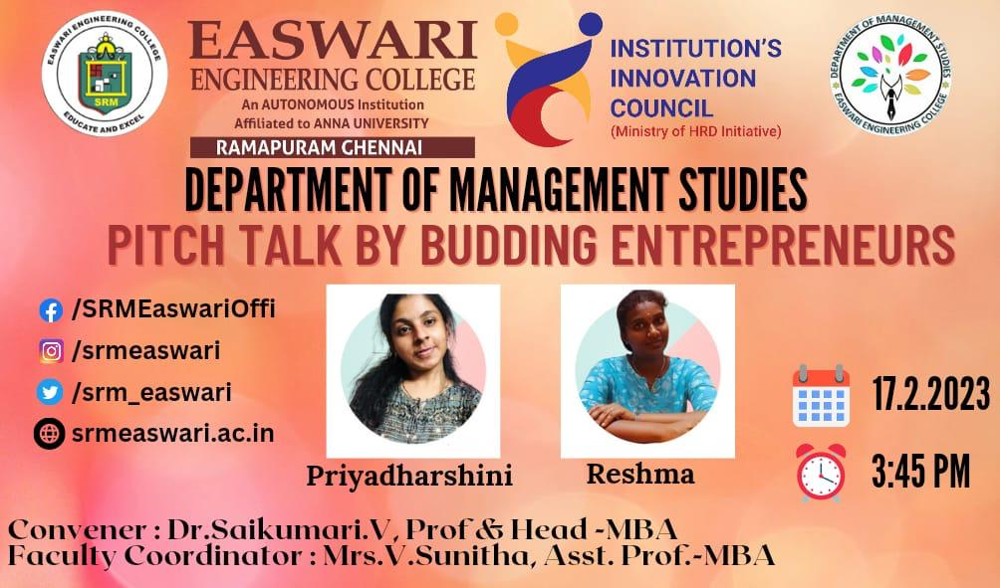 EASWARI ENGINEERING COLLEGE
SRM
EDUCATE AND EXCEL
EASWARI
ENGINEERING COLLEGE
An AUTONOMOUS Institution
Affiliated to ANNA UNIVERSITY
RAMAPURAM CHENNAI
INSTITUTION'S
INNOVATION
COUNCIL
(Ministry of HRD Initiative)
DEPARTMENT OF MANAGEMENT STUDIES
EASWARI ENGINEERING COLLEGE
DEPARTMENT OF MANAGEMENT STUDIES
PITCH TALK BY BUDDING ENTREPRENEURS
/SRMEaswariOffi
/srmeaswari
/srm_easwari
srmeaswari.ac.in
Priyadharshini
Reshma
17.2.2023
3:45 PM
Convener : Dr.Saikumari.V, Prof & Head -MBA
Faculty Coordinator : Mrs.V.Sunitha, Asst. Prof.-MBA